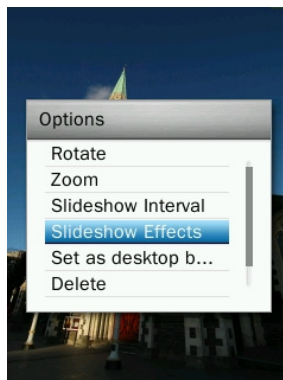 Options
Rotate
Zoom
Slideshow Interval
Slideshow Effects
Set as desktop b...
Delete